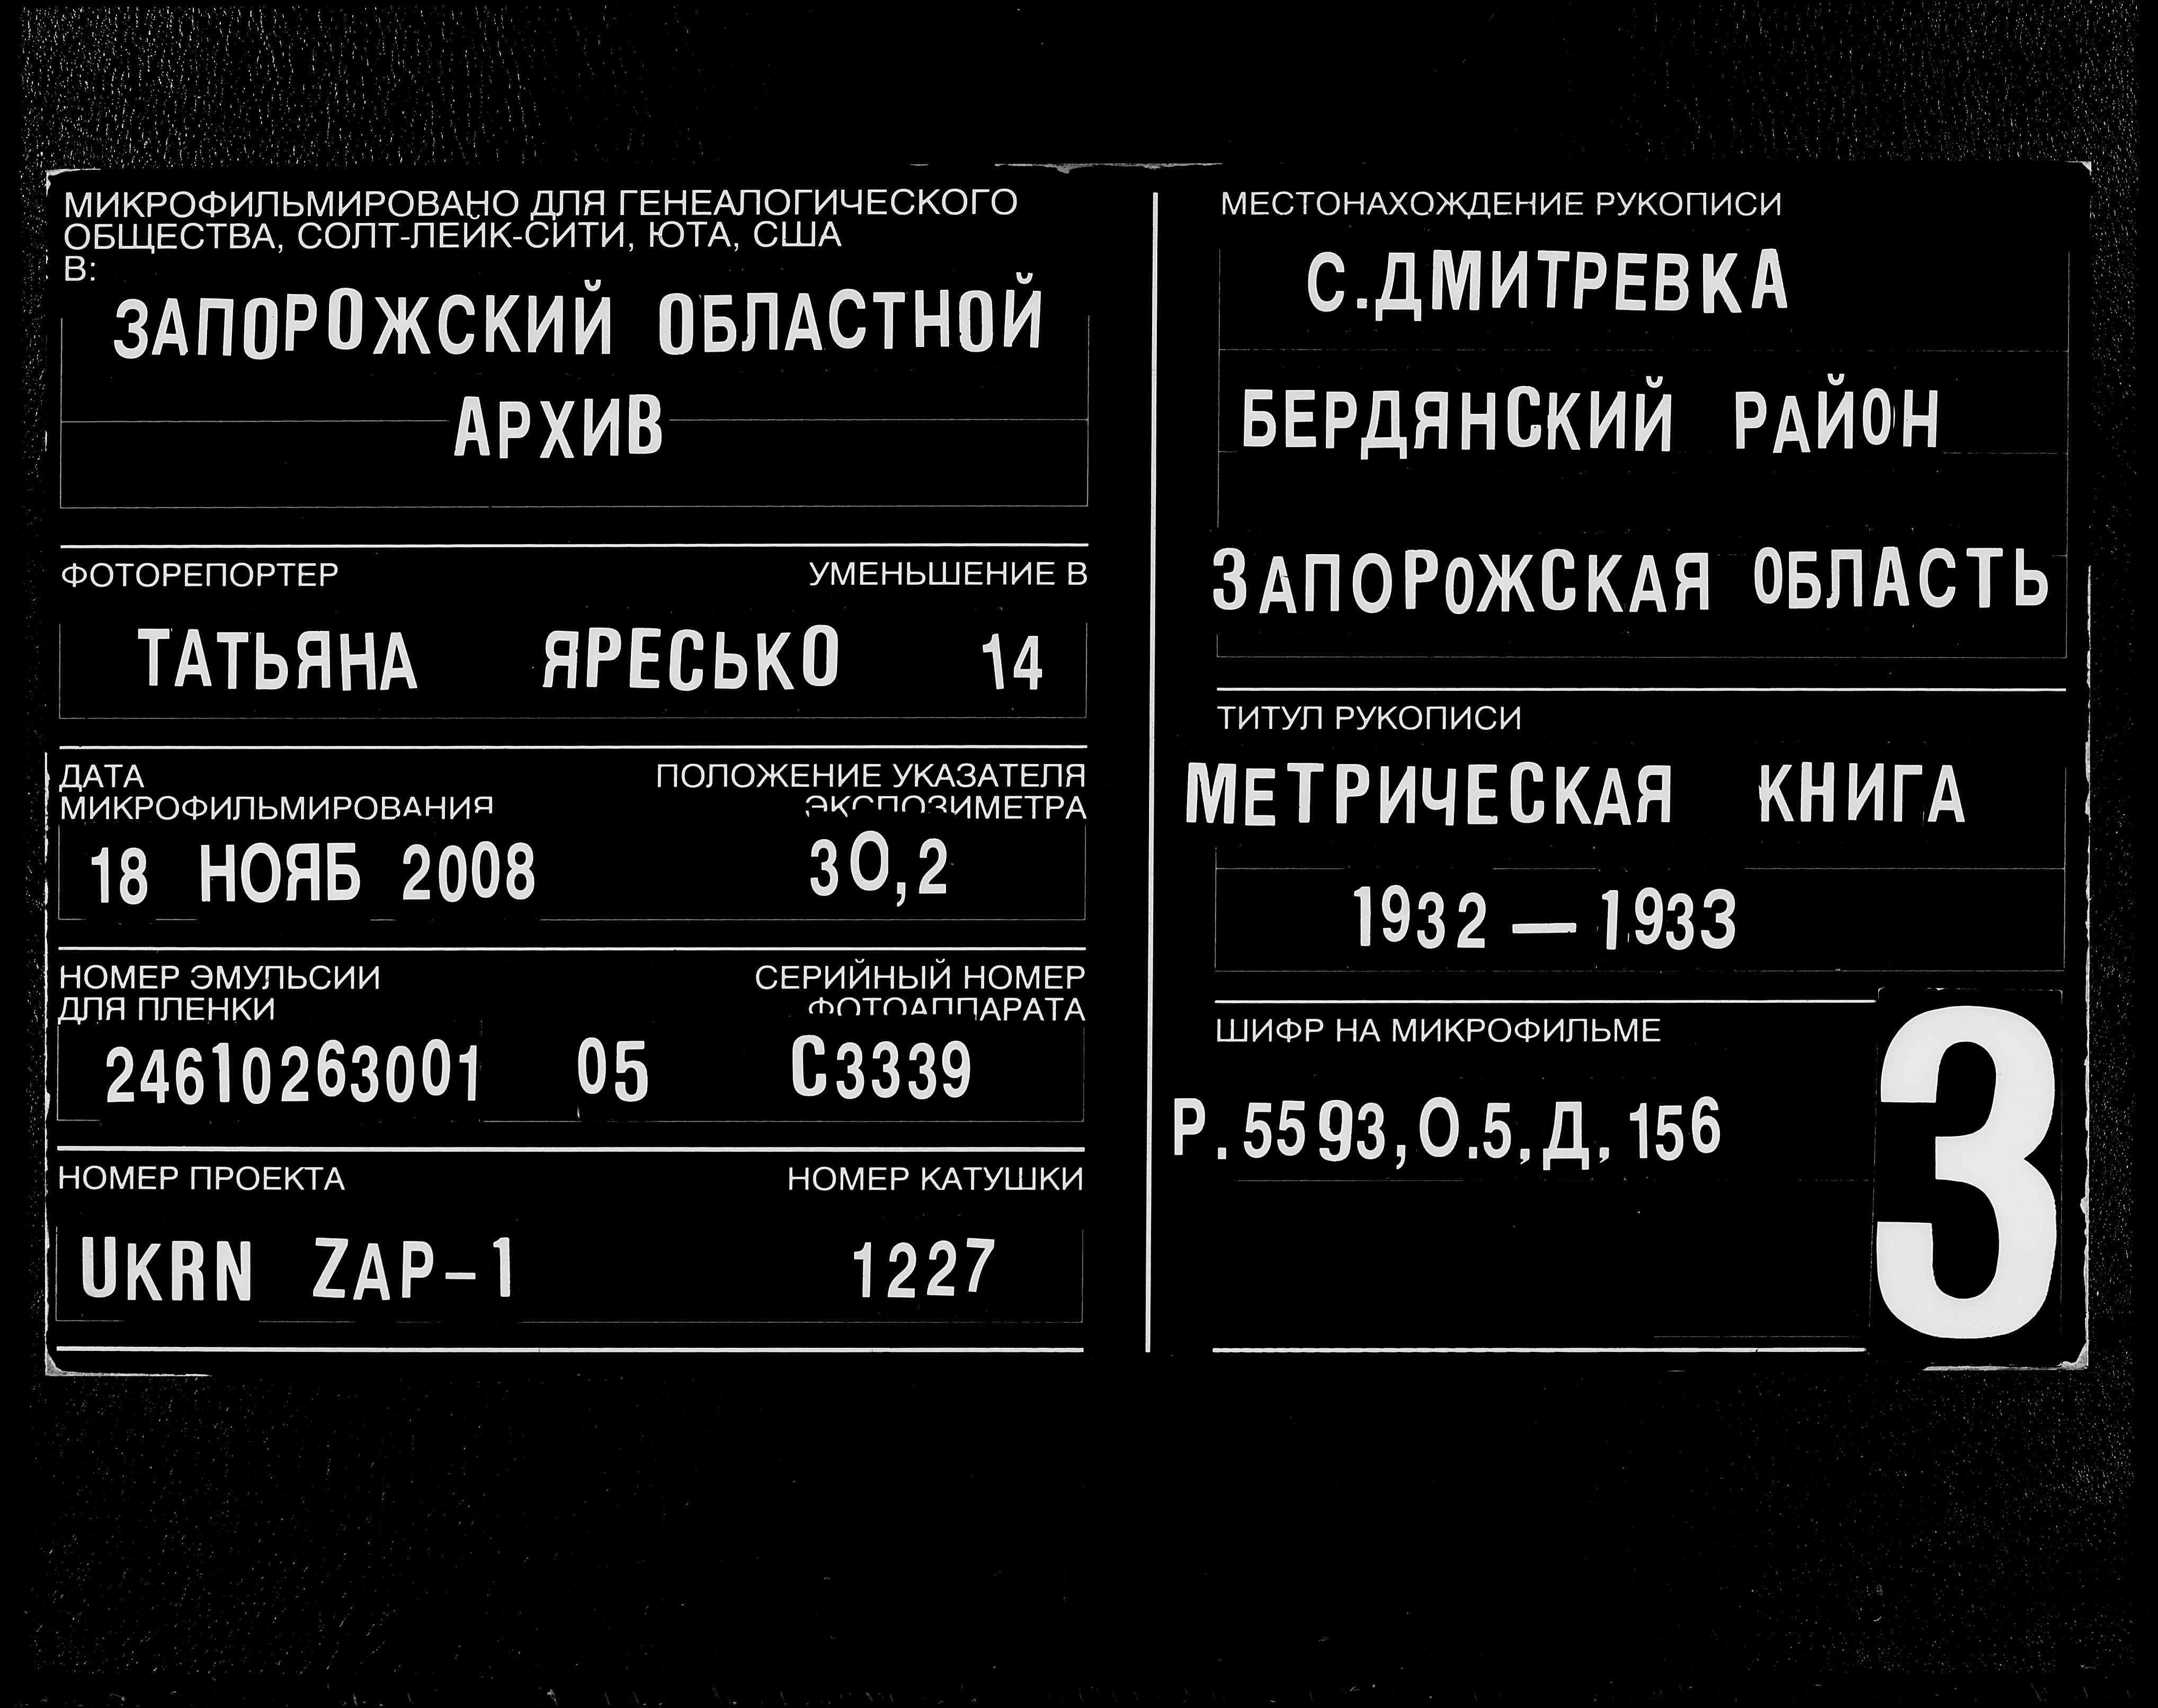 МИКРОФИЛЬМИРОВАНО ДЛЯ ГЕНЕАЛОГИЧЕСКОГО
ОБЩЕСТВА, СОЛТ-ЛЕЙК-СИТИ, ЮТА, США
В:
ЗАПОРОЖСКИЙ ОБЛАСТНОЙ
АРХИВ
ФОТОРЕПОРТЕР УМЕНЬШЕНИЕ В
ТАТЬЯНА ЯРЕСЬКО 14
ДАТА ПОЛОЖЕНИЕ УКАЗАТЕЛЯ
МИКРОФИЛЬМИРОВАНИЯ ЭКСПОЗИМЕТРА
18 НОЯБ 2008 30,2
НОМЕР ЭМУЛЬСИИ СЕРИЙНЫЙ НОМЕР
ДЛЯ ПЛЕНКИ ФОТОАППАРАТА
24610263001 05 С3339
НОМЕР ПРОЕКТА НОМЕР КАТУШКИ
UKRN ZAP-1 1227
МЕСТОНАХОЖДЕНИЕ РУКОПИСИ
С.ДМИТРЕВКА
БЕРДЯНСКИЙ РАЙОН
ЗАПОРОЖСКАЯ ОБЛАСТЬ
ТИТУЛ РУКОПИСИ
МЕТРИЧЕСКАЯ КНИГА
1932 — 1933
ШИФР НА МИКРОФИЛЬМЕ
Р.5593,О.5,Д.156
3